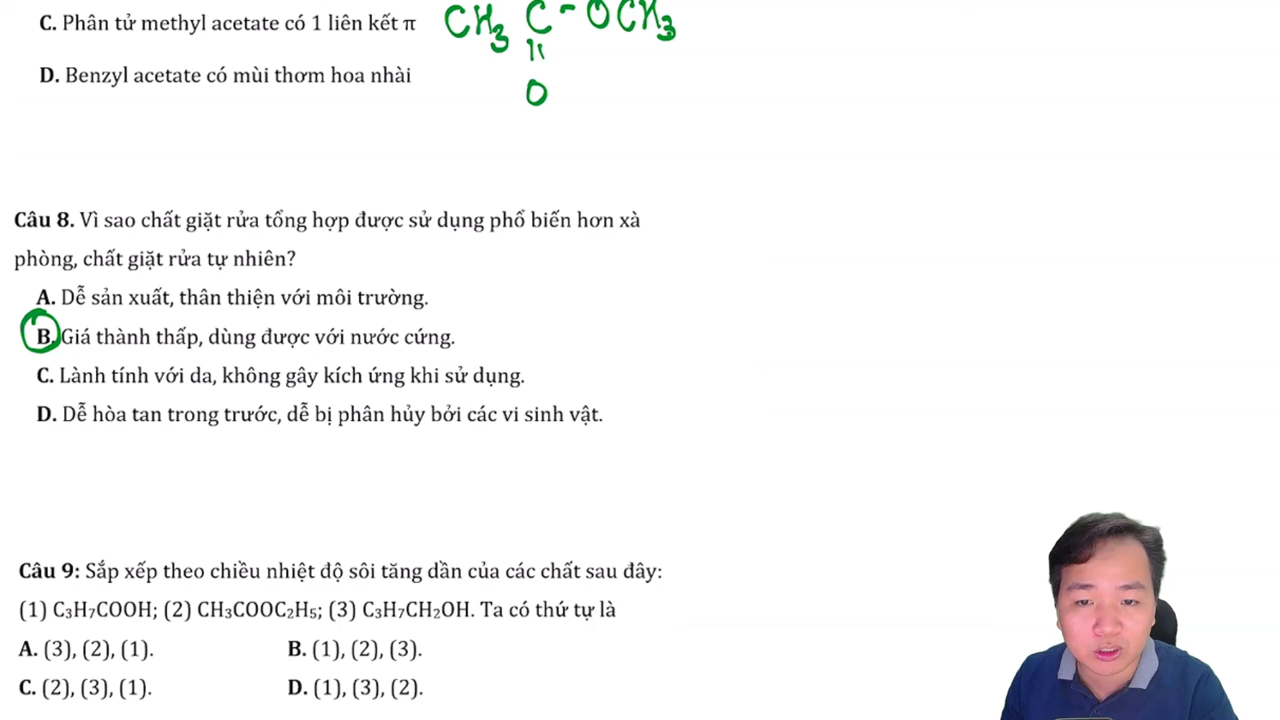 C. Phân tử methyl acetate có 1 liên kết π CH₃ C - OCH₃
D. Benzyl acetate có mùi thơm hoa nhài
O
Câu 8. Vì sao chất giặt rửa tổng hợp được sử dụng phổ biến hơn xà
phòng, chất giặt rửa tự nhiên?
A. Dễ sản xuất, thân thiện với môi trường.
B. Giá thành thấp, dùng được với nước cứng.
C. Lành tính với da, không gây kích ứng khi sử dụng.
D. Dễ hòa tan trong trước, dễ bị phân hủy bởi các vi sinh vật.
Câu 9: Sắp xếp theo chiều nhiệt độ sôi tăng dần của các chất sau đây:
(1) C₃H₇COOH; (2) CH₃COOC₂H₅; (3) C₃H₇CH₂OH. Ta có thứ tự là
A. (3), (2), (1). B. (1), (2), (3).
C. (2), (3), (1). D. (1), (3), (2).